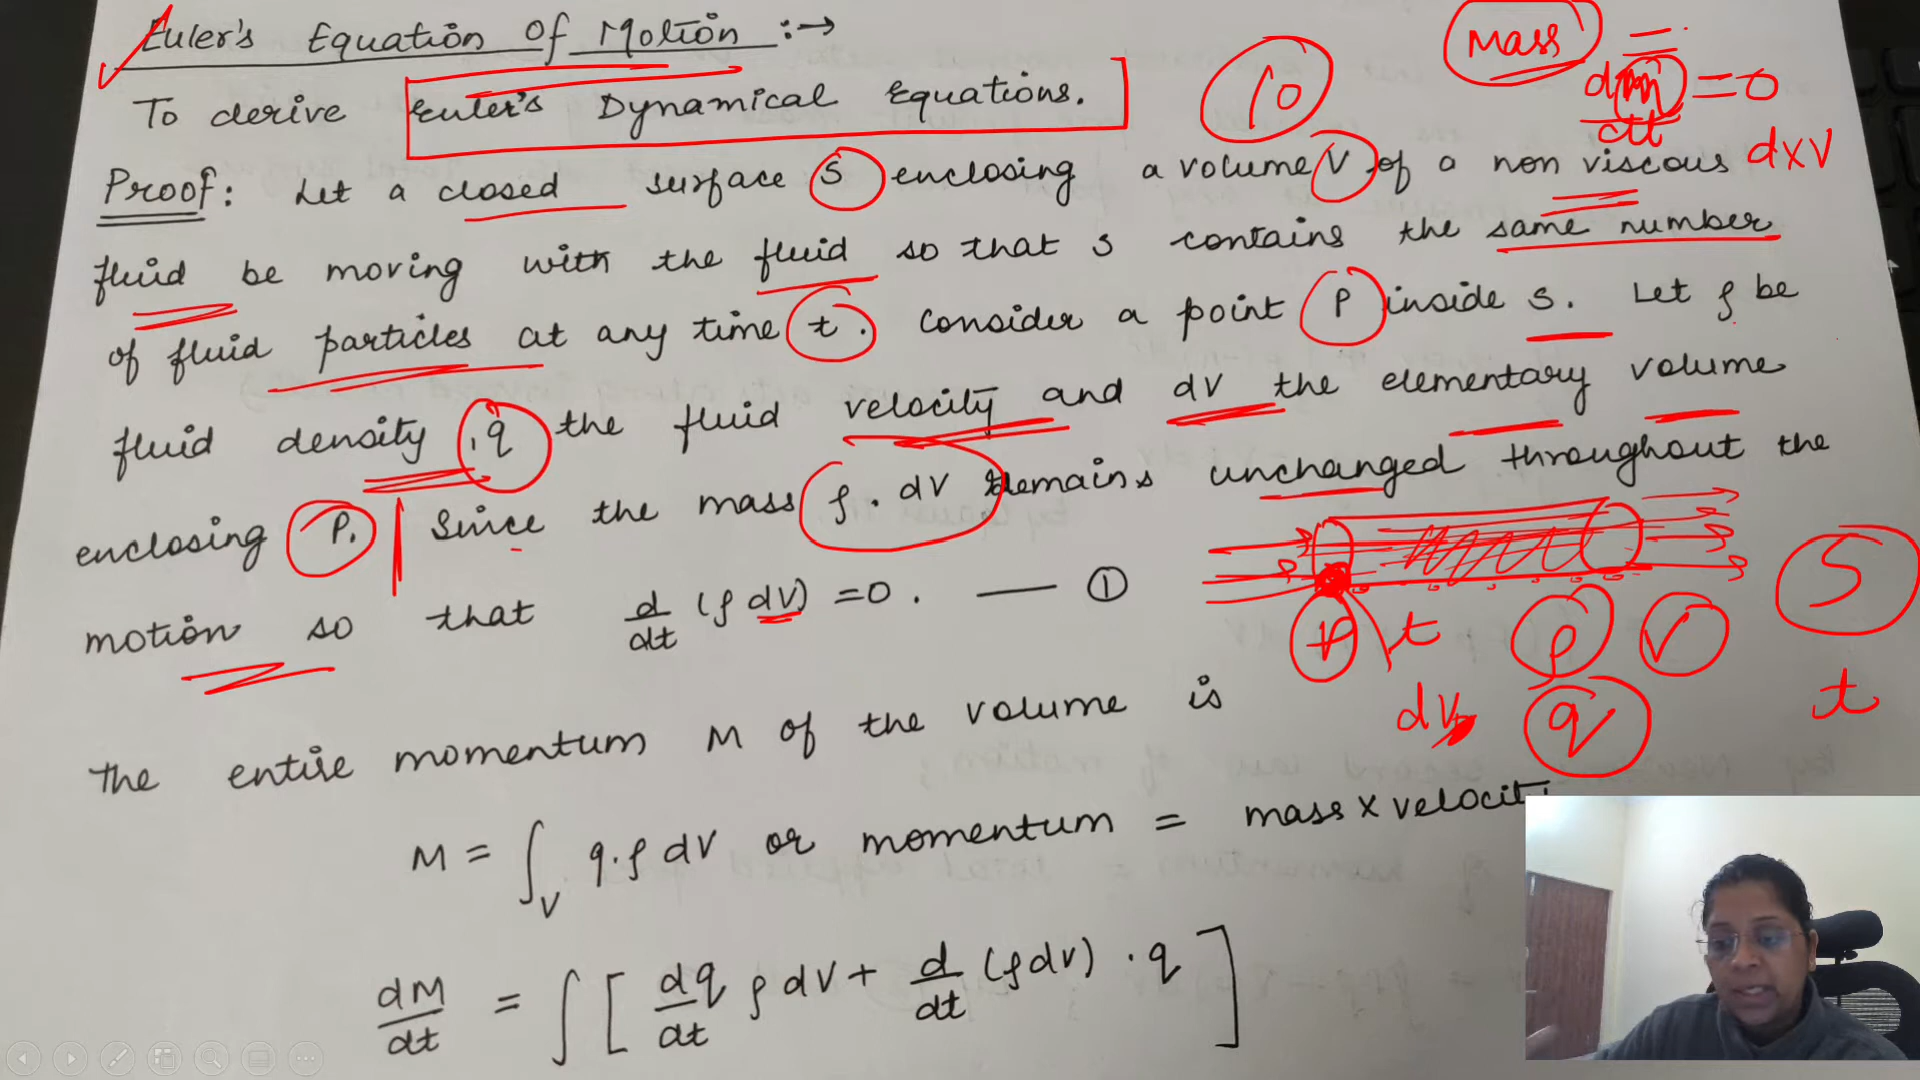 Euler's Equation Of Motion :→
To derive Euler's Dynamical Equations.
10
Mass
dm/dt = 0
d×V
Proof: Let a closed surface S enclosing a volume V of a non viscous
fluid be moving with the fluid so that S contains the same number
of fluid particles at any time t. Consider a point P inside S. Let ρ be
fluid density, q the fluid velocity and dV the elementary volume
enclosing P. Since the mass ρ. dV remains unchanged throughout the
motion so that d/dt (ρ dV) = 0. — ①
P t ρ V S
dV q t
The entire momentum M of the volume is
M = ∫_V q.ρ dV or momentum = mass × velocity
dM/dt = ∫ [ dq/dt ρ dV + d/dt (ρ dV) . q ]